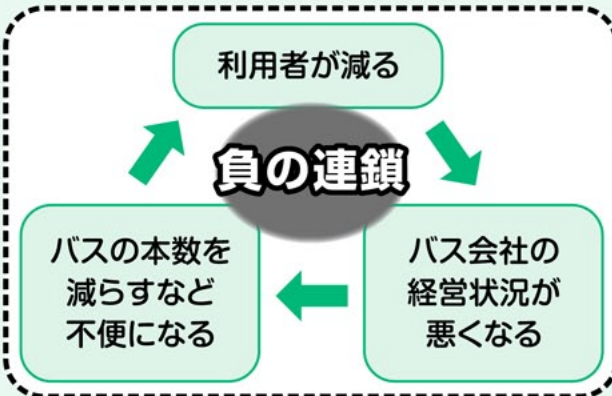 利用者が減る
負の連鎖
バスの本数を
減らすなど
不便になる
バス会社の
経営状況が
悪くなる